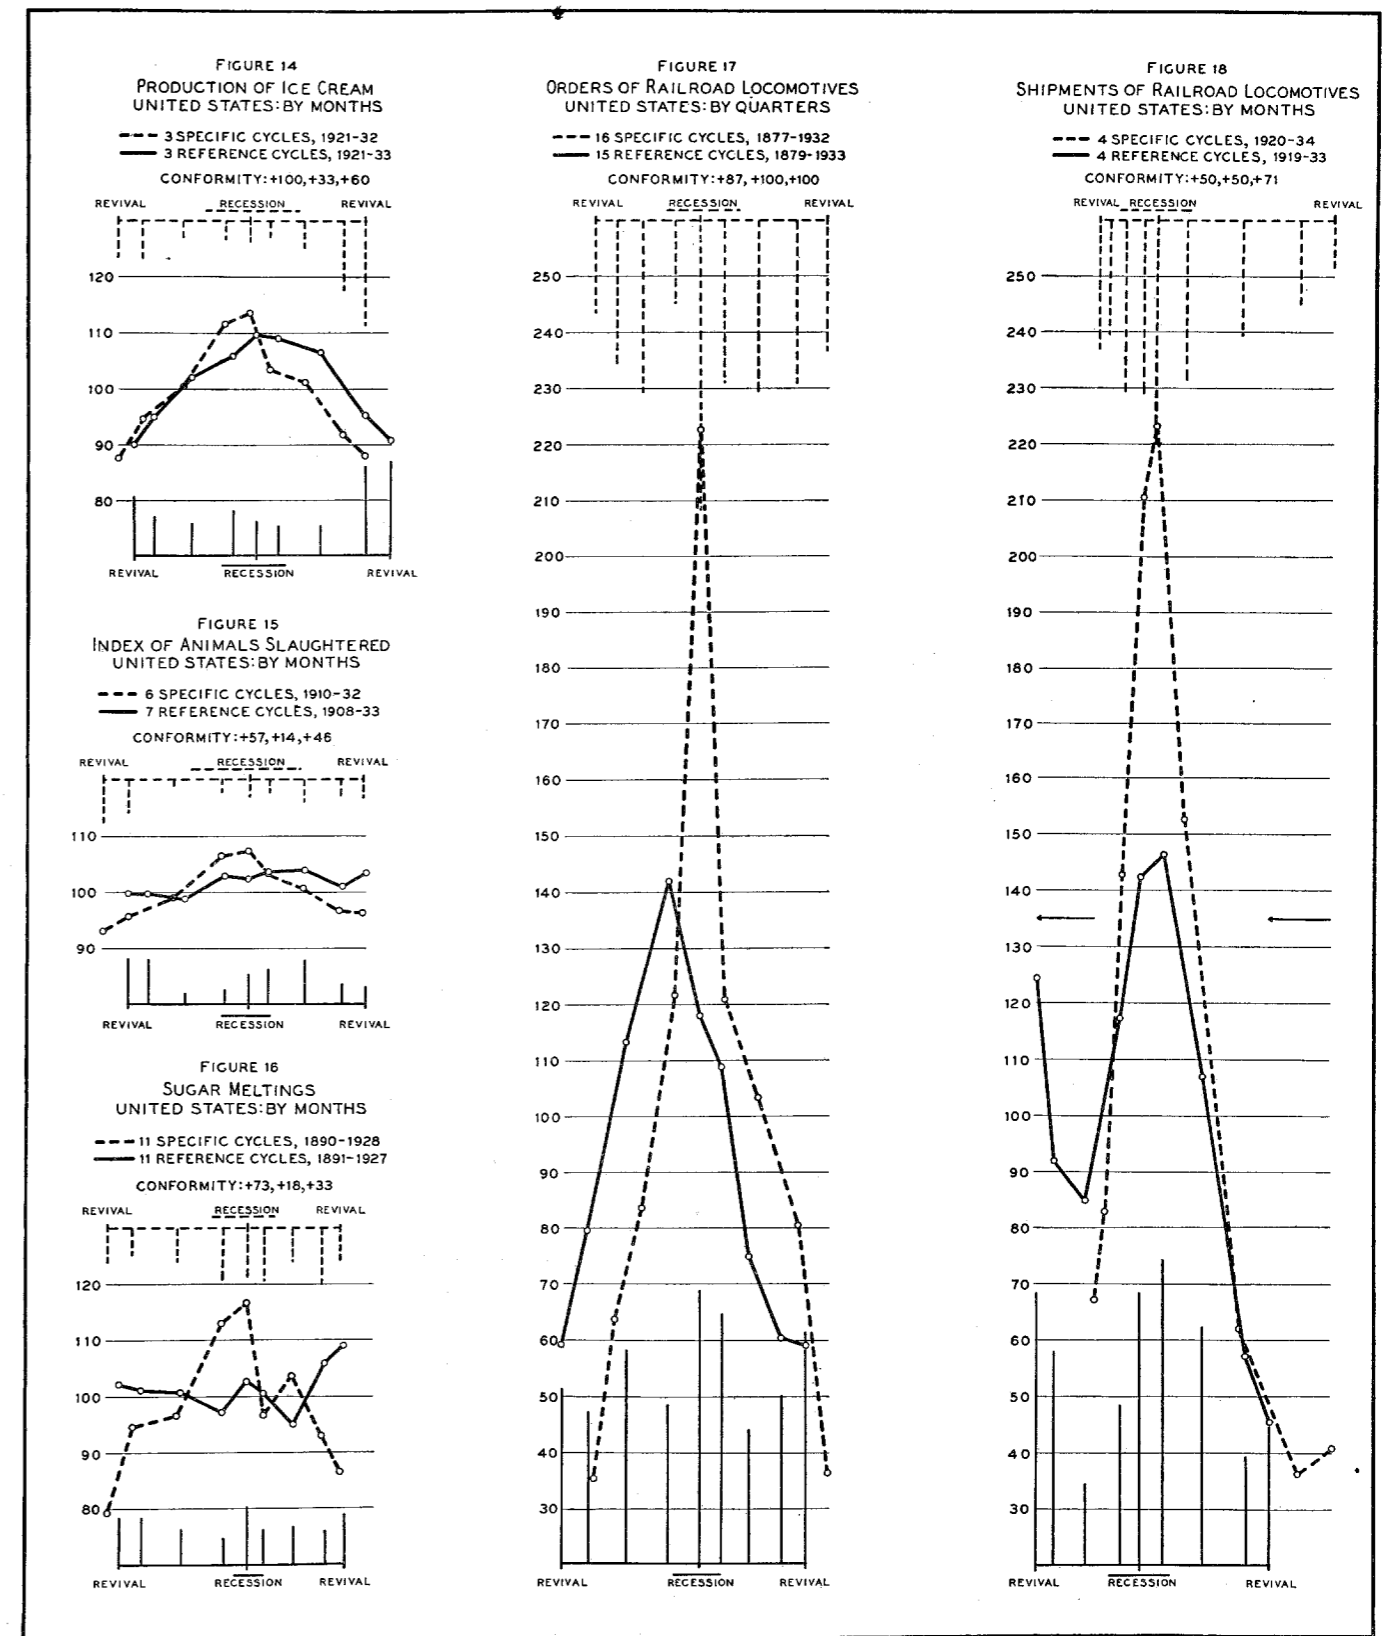 FIGURE 14
PRODUCTION OF ICE CREAM
UNITED STATES: BY MONTHS
3 SPECIFIC CYCLES, 1921-32
3 REFERENCE CYCLES, 1921-33
CONFORMITY: +100, +33, +60
REVIVAL RECESSION REVIVAL
120
110
100
90
80
REVIVAL RECESSION REVIVAL
FIGURE 15
INDEX OF ANIMALS SLAUGHTERED
UNITED STATES: BY MONTHS
6 SPECIFIC CYCLES, 1910-32
7 REFERENCE CYCLES, 1908-33
CONFORMITY: +57, +14, +46
REVIVAL RECESSION REVIVAL
110
100
90
REVIVAL RECESSION REVIVAL
FIGURE 16
SUGAR MELTINGS
UNITED STATES: BY MONTHS
11 SPECIFIC CYCLES, 1890-1928
11 REFERENCE CYCLES, 1891-1927
CONFORMITY: +73, +18, +33
REVIVAL RECESSION REVIVAL
120
110
100
90
80
REVIVAL RECESSION REVIVAL
FIGURE 17
ORDERS OF RAILROAD LOCOMOTIVES
UNITED STATES: BY QUARTERS
16 SPECIFIC CYCLES, 1877-1932
15 REFERENCE CYCLES, 1879-1933
CONFORMITY: +87, +100, +100
REVIVAL RECESSION REVIVAL
250
240
230
220
210
200
190
180
170
160
150
140
130
120
110
100
90
80
70
60
50
40
30
REVIVAL RECESSION REVIVAL
FIGURE 18
SHIPMENTS OF RAILROAD LOCOMOTIVES
UNITED STATES: BY MONTHS
4 SPECIFIC CYCLES, 1920-34
4 REFERENCE CYCLES, 1919-33
CONFORMITY: +50, +50, +71
REVIVAL RECESSION REVIVAL
250
240
230
220
210
200
190
180
170
160
150
140
130
120
110
100
90
80
70
60
50
40
30
REVIVAL RECESSION REVIVAL